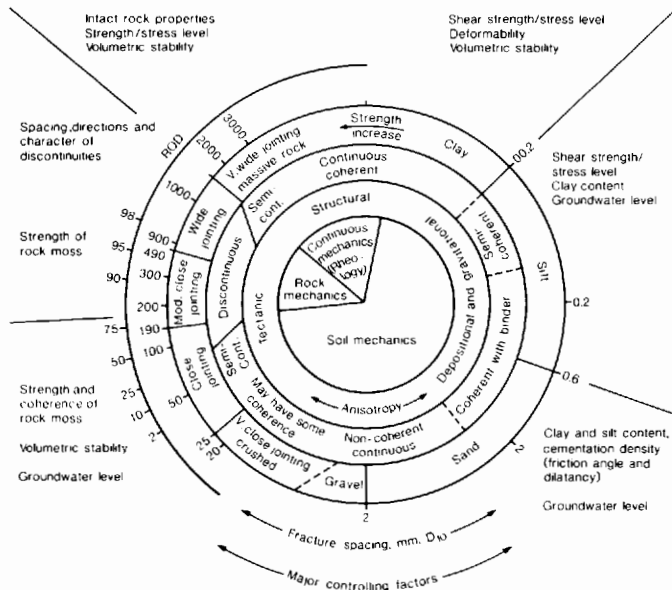 Intact rock properties
Strength/stress level
Volumetric stability
Shear strength/stress level
Deformability
Volumetric stability
Spacing, directions and
character of
discontinuities
Strength of
rock moss
Strength and
coherence of
rock moss
Volumetric stability
Groundwater level
Shear strength/
stress level
Clay content
Groundwater level
Clay and silt content,
cementation density
(friction angle and
dilatancy)
Groundwater level
RQD
98
95
90
75
50
25
10
2
3000
2000
1000
900
490
300
200
190
100
50
25
20
2
2
0.6
0.2
00.2
V. wide jointing
massive rock
Wide
jointing
Mod. close
jointing
Close
jointing
V. close jointing
crushed
Gravel
Sand
Silt
Clay
Strength
increase
Continuous
coherent
Semi-
cont.
Discontinuous
Semi-
Cont.
May have some
coherence
Non-coherent
continuous
Coherent with binder
Semi-
coherent
Structural
Tectanic
Depositional and gravitational
Anisotropy
Continuous
mechanics
(Rheo-
logy)
Rock
mechanics
Soil mechanics
Fracture spacing, mm. D10
Major controlling factors